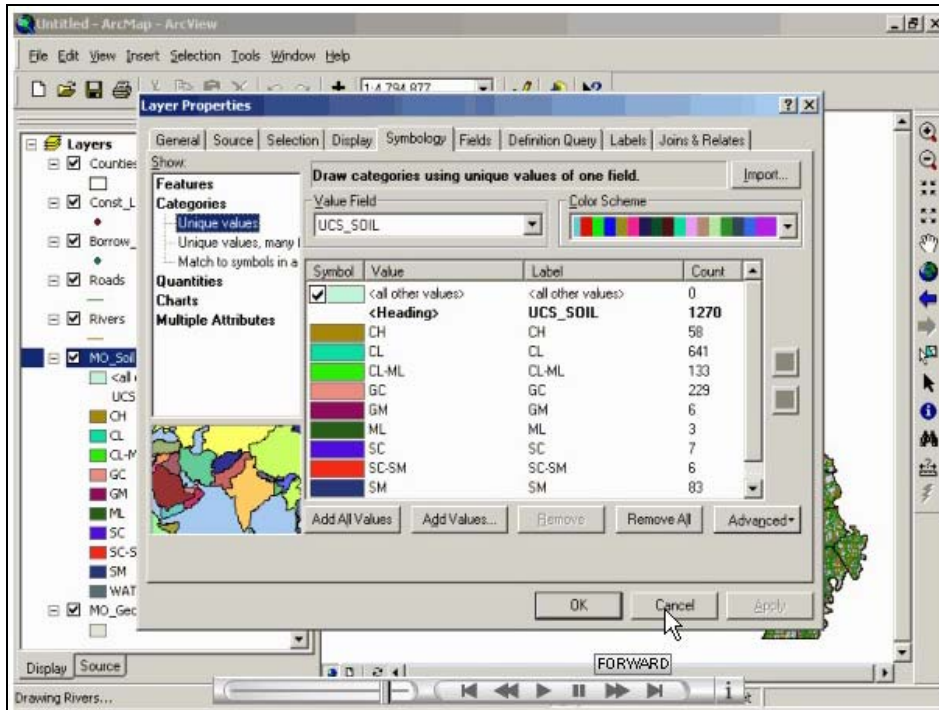 Untitled - ArcMap - ArcView
File Edit View Insert Selection Tools Window Help
1:4,794,877
Layer Properties
General Source Selection Display Symbology Fields Definition Query Labels Joins & Relates
Show:
Features
Categories
Unique values
Unique values, many
Match to symbols in a
Quantities
Charts
Multiple Attributes
Draw categories using unique values of one field.
Import...
Value Field
UCS_SOIL
Color Scheme
Symbol Value Label Count
<all other values> <all other values> 0
<Heading> UCS_SOIL 1270
CH CH 58
CL CL 641
CL-ML CL-ML 133
GC GC 229
GM GM 6
ML ML 3
SC SC 7
SC-SM SC-SM 6
SM SM 83
Add All Values Add Values... Remove Remove All Advanced
OK Cancel Apply
Layers
Counties
Const_L
Borrow_
Roads
Rivers
MO_Soil
<all
UCS
CH
CL
CL-M
GC
GM
ML
SC
SC-S
SM
WAT
MO_Geo
Display Source
FORWARD
Drawing Rivers...